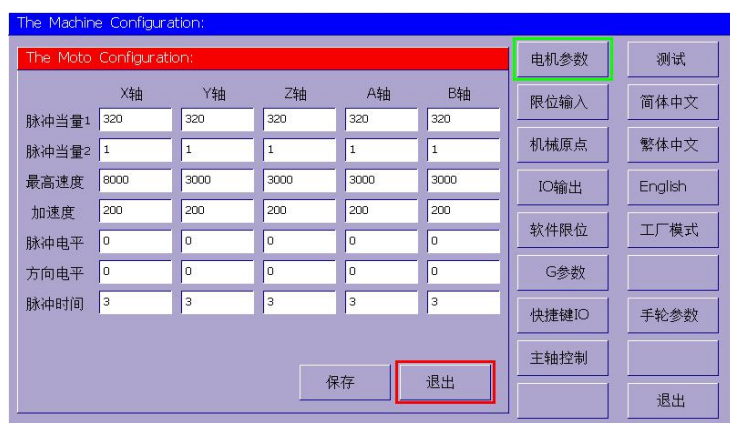 The Machine Configuration:
The Moto Configuration:
X轴 Y轴 Z轴 A轴 B轴
脉冲当量1 320 320 320 320 320
脉冲当量2 1 1 1 1 1
最高速度 8000 3000 3000 3000 3000
加速度 200 200 200 200 200
脉冲电平 0 0 0 0 0
方向电平 0 0 0 0 0
脉冲时间 3 3 3 3 3
保存 退出
电机参数 测试
限位输入 简体中文
机械原点 繁体中文
IO输出 English
软件限位 工厂模式
G参数
快捷键IO 手轮参数
主轴控制
退出